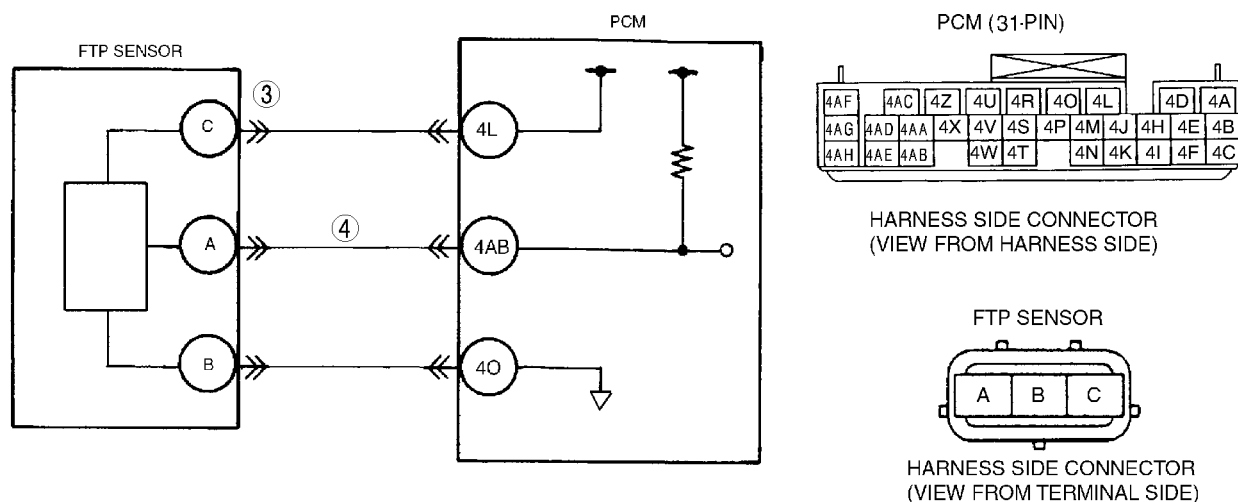 FTP SENSOR
PCM
C
③
4L
A
④
4AB
B
4O
PCM (31-PIN)
4AF 4AC 4Z 4U 4R 4O 4L 4D 4A
4AG 4AD 4AA 4X 4V 4S 4P 4M 4J 4H 4E 4B
4AH 4AE 4AB 4W 4T 4N 4K 4I 4F 4C
HARNESS SIDE CONNECTOR
(VIEW FROM HARNESS SIDE)
FTP SENSOR
A B C
HARNESS SIDE CONNECTOR
(VIEW FROM TERMINAL SIDE)